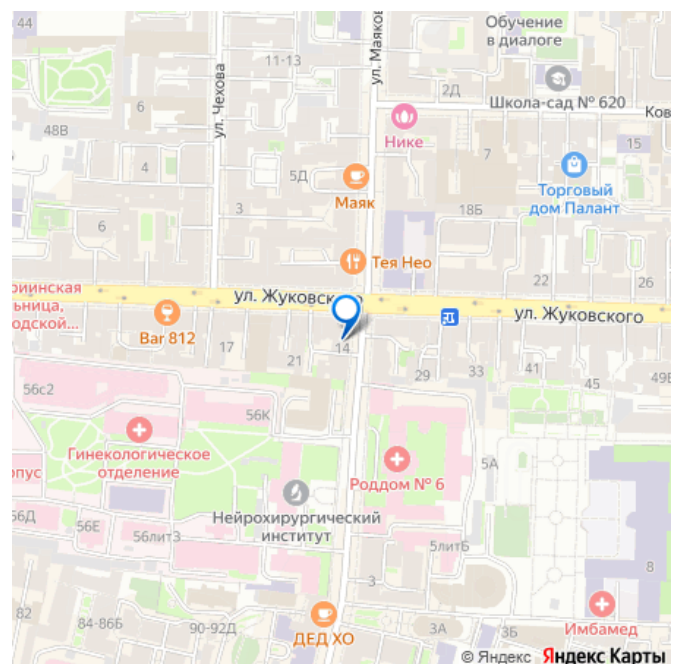 44
11-13
ул. Чехова
ул. Маяков
Обучение
в диалоге
Школа-сад № 620
2Д
Ков
6
Нике
48В
4
5Д
7
15
Маяк
Торговый
дом Палант
3
18Б
6
Тея Нео
22
26
риинская
ьница,
одской...
ул. Жуковского
ул. Жуковского
Bar 812
17
21
14
29
33
41
45
49В
56с2
56К
Гинекологическое
отделение
рпус
Роддом № 6
5А
Нейрохирургический
институт
56Д
56Е
56лит3
5литБ
3
8
82
84-86Б
90-92Д
ДЕД ХО
3А
3Б
Имбамед
© Яндекс Яндекс Карты